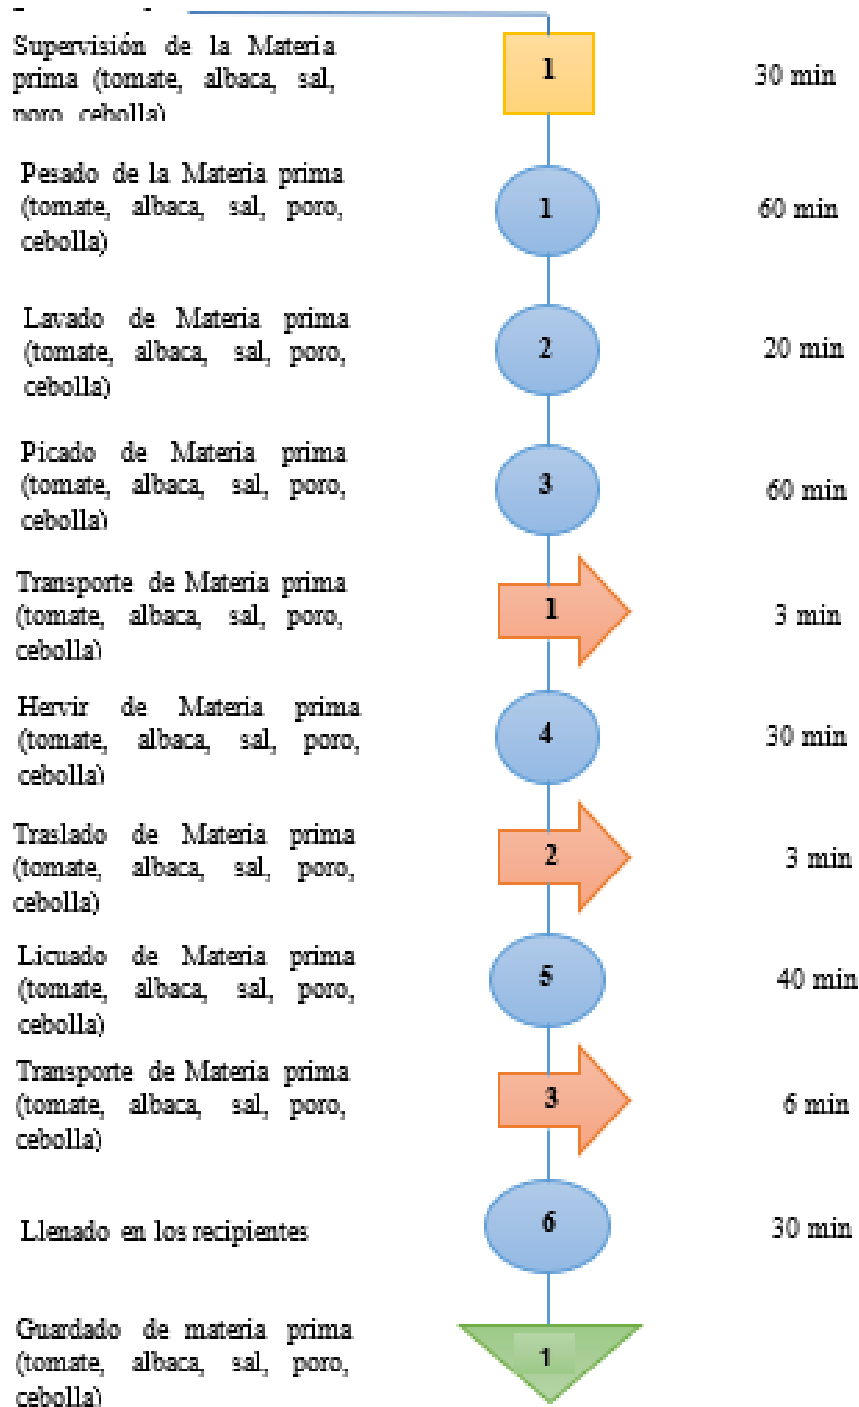 Supervisión de la Materia
prima (tomate, albaca, sal,
poro cebolla)
1
30 min
Pesado de la Materia prima
(tomate, albaca, sal, poro,
cebolla)
1
60 min
Lavado de Materia prima
(tomate, albaca, sal, poro,
cebolla)
2
20 min
Picado de Materia prima
(tomate, albaca, sal, poro,
cebolla)
3
60 min
Transporte de Materia prima
(tomate, albaca, sal, poro,
cebolla)
1
3 min
Hervir de Materia prima
(tomate, albaca, sal, poro,
cebolla)
4
30 min
Traslado de Materia prima
(tomate, albaca, sal, poro,
cebolla)
2
3 min
Licuado de Materia prima
(tomate, albaca, sal, poro,
cebolla)
5
40 min
Transporte de Materia prima
(tomate, albaca, sal, poro,
cebolla)
3
6 min
Llenado en los recipientes
6
30 min
Guardado de materia prima
(tomate, albaca, sal, poro,
cebolla)
1